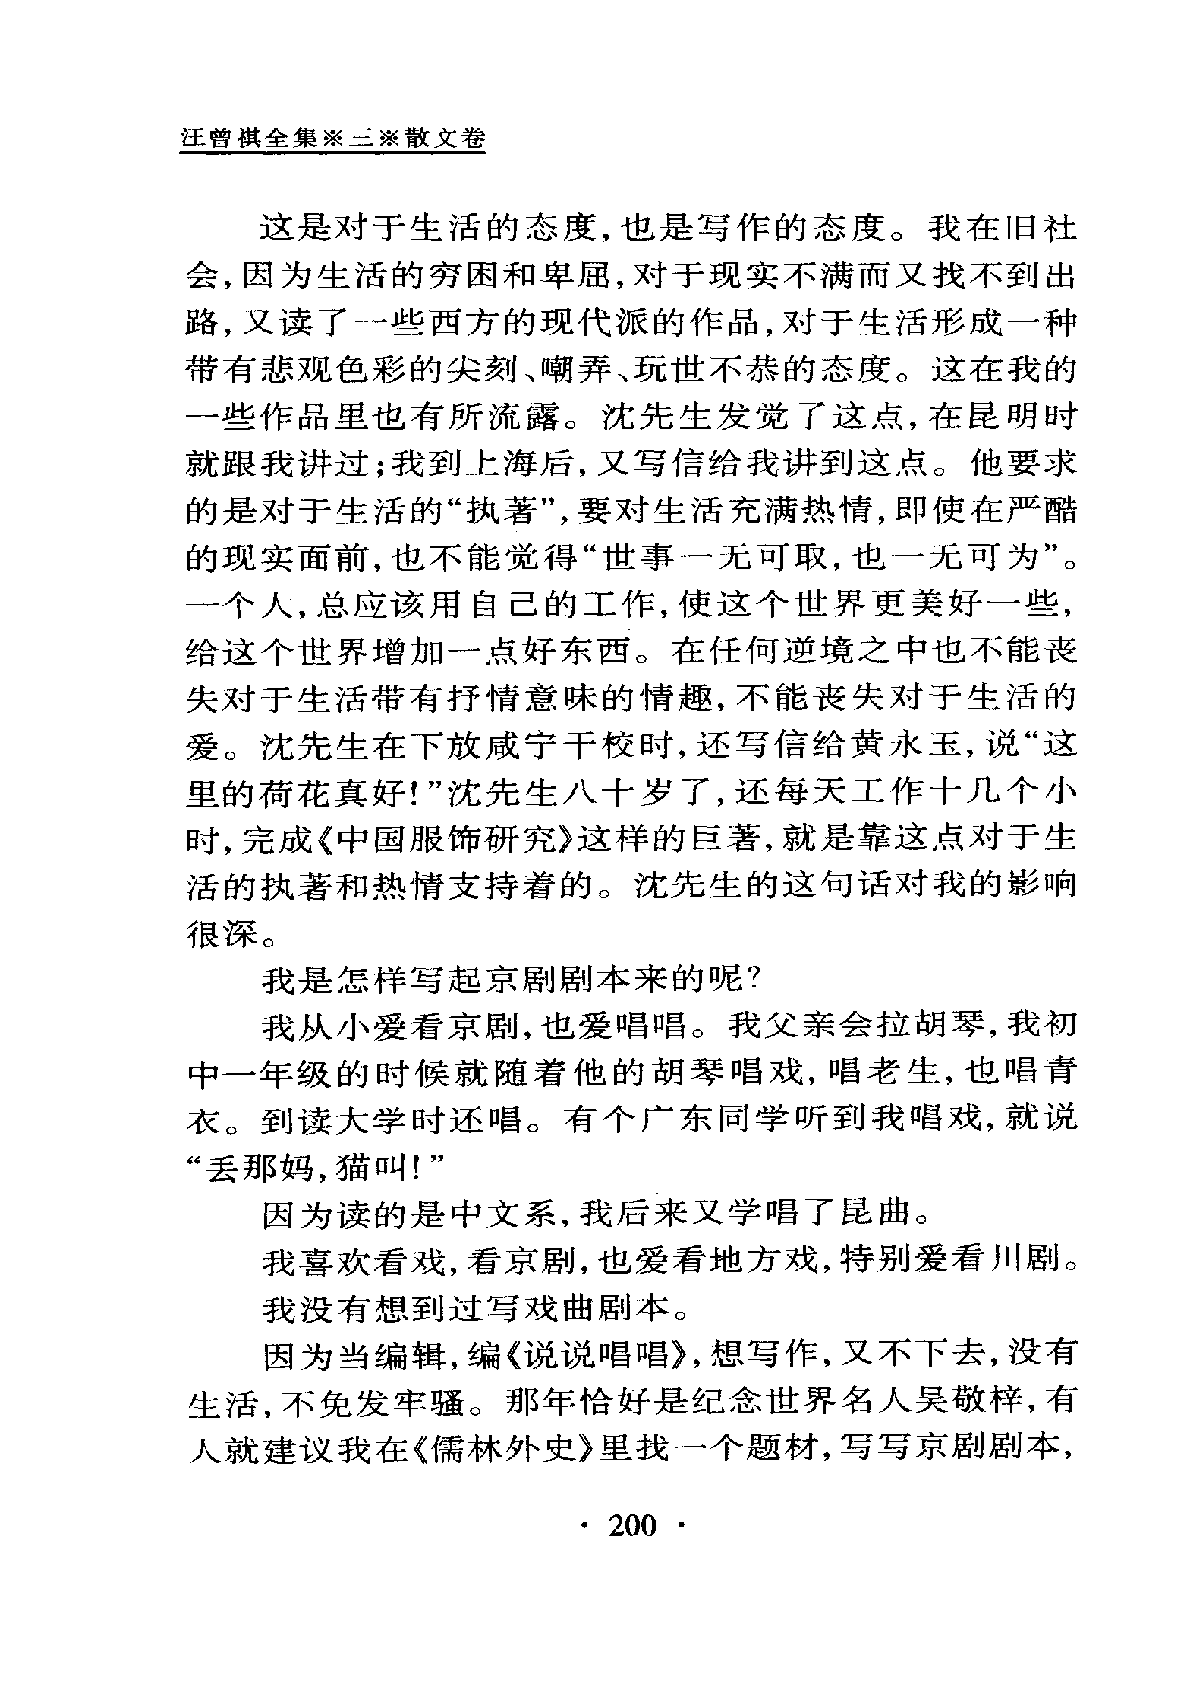 汪曾祺全集※三※散文卷
这是对于生活的态度,也是写作的态度。我在旧社
会,因为生活的穷困和卑屈,对于现实不满而又找不到出
路,又读了一些西方的现代派的作品,对于生活形成一种
带有悲观色彩的尖刻、嘲弄、玩世不恭的态度。这在我的
一些作品里也有所流露。沈先生发觉了这点,在昆明时
就跟我讲过;我到上海后,又写信给我讲到这点。他要求
的是对于生活的“执著”,要对生活充满热情,即使在严酷
的现实面前,也不能觉得“世事一无可取,也一无可为”。
一个人,总应该用自己的工作,使这个世界更美好一些,
给这个世界增加一点好东西。在任何逆境之中也不能丧
失对于生活带有抒情意味的情趣,不能丧失对于生活的
爱。沈先生在下放咸宁干校时,还写信给黄永玉,说“这
里的荷花真好!”沈先生八十岁了,还每天工作十几个小
时,完成《中国服饰研究》这样的巨著,就是靠这点对于生
活的执著和热情支持着的。沈先生的这句话对我的影响
很深。
我是怎样写起京剧剧本来的呢?
我从小爱看京剧,也爱唱唱。我父亲会拉胡琴,我初
中一年级的时候就随着他的胡琴唱戏,唱老生,也唱青
衣。到读大学时还唱。有个广东同学听到我唱戏,就说
“丢那妈,猫叫!”
因为读的是中文系,我后来又学唱了昆曲。
我喜欢看戏,看京剧,也爱看地方戏,特别爱看川剧。
我没有想到过写戏曲剧本。
因为当编辑,编《说说唱唱》,想写作,又不下去,没有
生活,不免发牢骚。那年恰好是纪念世界名人吴敬梓,有
人就建议我在《儒林外史》里找一个题材,写写京剧剧本,
· 200 ·